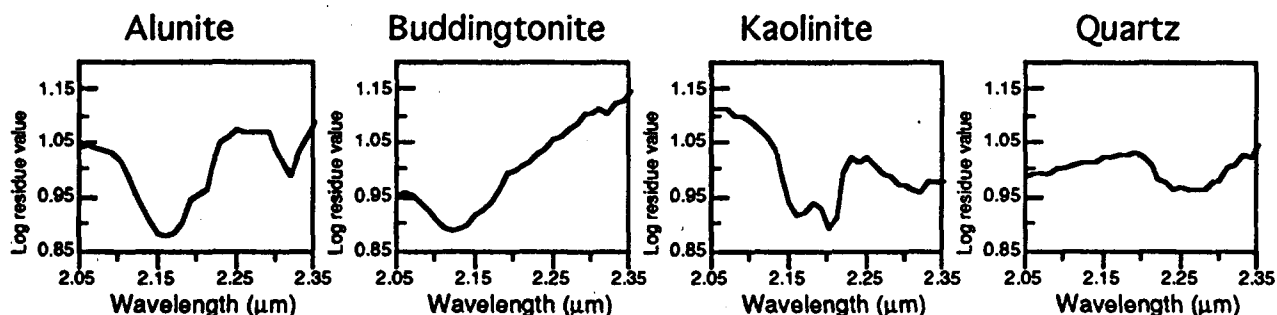 Alunite
Buddingtonite
Kaolinite
Quartz
Log residue value
1.15
1.05
0.95
0.85
2.05 2.15 2.25 2.35
Wavelength (μm)
Log residue value
1.15
1.05
0.95
0.85
2.05 2.15 2.25 2.35
Wavelength (μm)
Log residue value
1.15
1.05
0.95
0.85
2.05 2.15 2.25 2.35
Wavelength (μm)
Log residue value
1.15
1.05
0.95
0.85
2.05 2.15 2.25 2.35
Wavelength (μm)